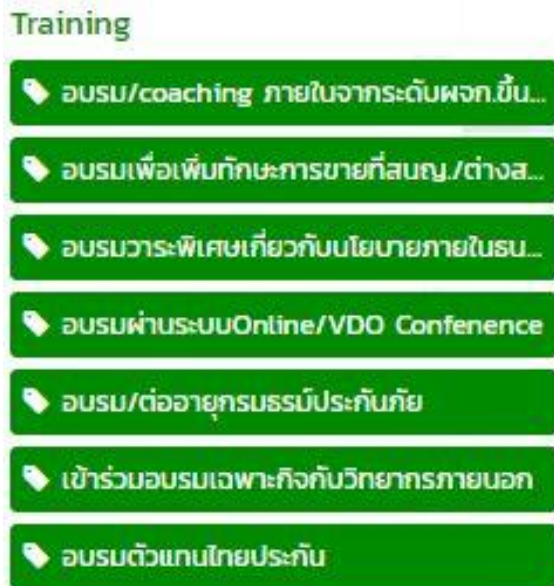 Training
อบรม/coaching ภายในจากระดับผจก.ขึ้น...
อบรมเพื่อเพิ่มทักษะการขายที่สนญ./ต่างส...
อบรมวาระพิเศษเกี่ยวกับนโยบายภายในธน...
อบรมผ่านระบบOnline/VDO Confenence
อบรม/ต่ออายุกรมธรม์ประกันภัย
เข้าร่วมอบรมเฉพาะกิจกับวิทยากรภายนอก
อบรมตัวแทนไทยประกัน